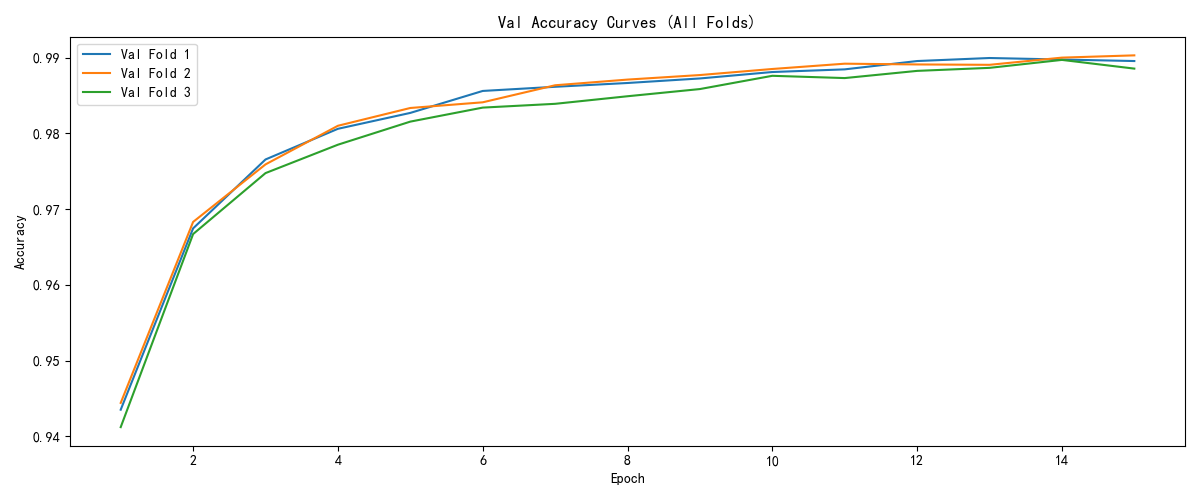 Val Accuracy Curves (All Folds)
Val Fold 1
Val Fold 2
Val Fold 3
Accuracy
0.99
0.98
0.97
0.96
0.95
0.94
2 4 6 8 10 12 14
Epoch